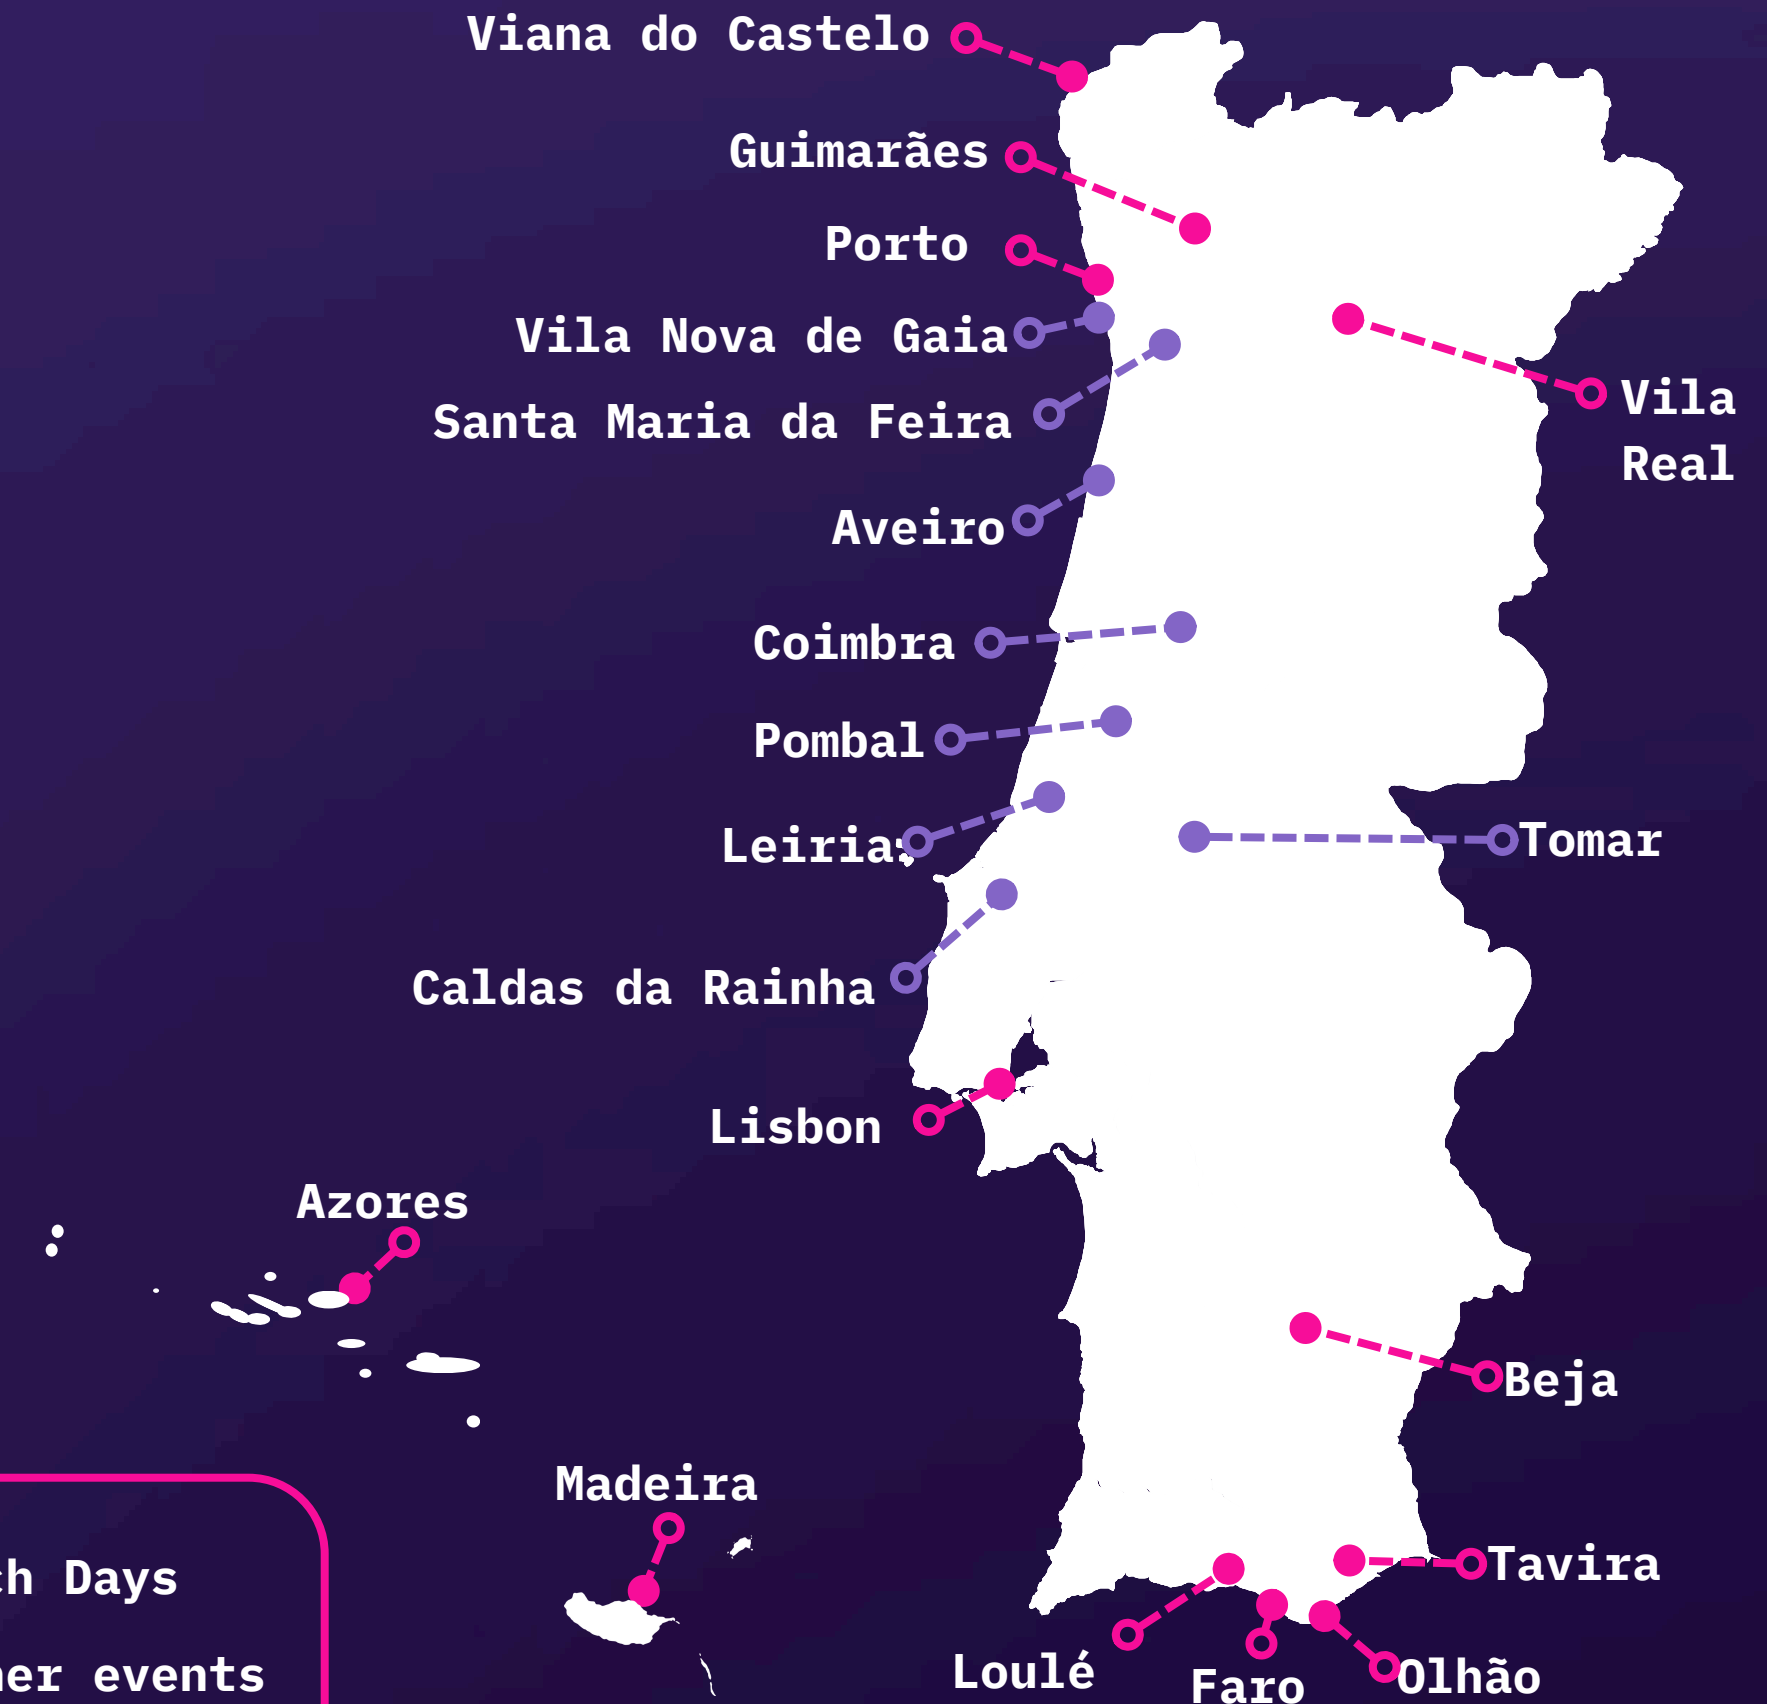 Viana do Castelo
Guimarães
Porto
Vila Nova de Gaia
Santa Maria da Feira
Vila
Real
Aveiro
Coimbra
Pombal
Leiria
Tomar
Caldas da Rainha
Lisbon
Azores
Beja
Madeira
Tavira
Days
Loulé
Faro
Olhão
events